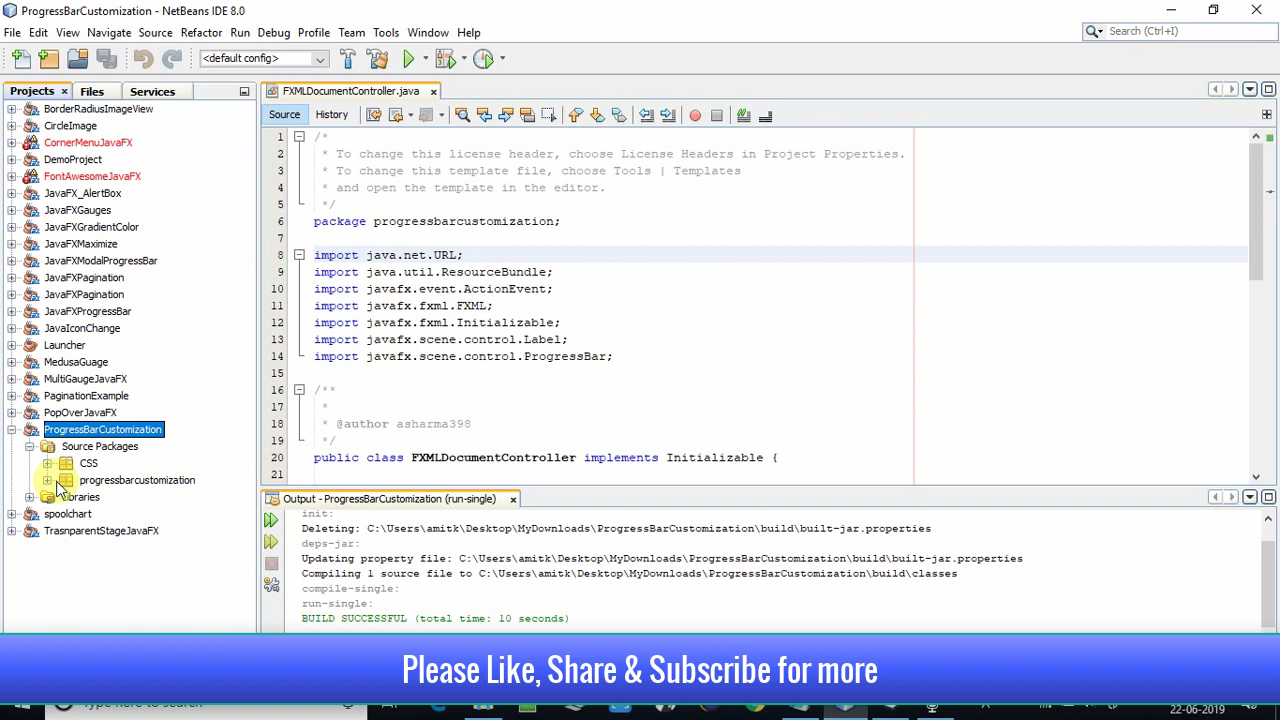 ProgressBarCustomization - NetBeans IDE 8.0
File Edit View Navigate Source Refactor Run Debug Profile Team Tools Window Help
Search (Ctrl+I)
<default config>
Projects Files Services
BorderRadiusImageView
CircleImage
CornerMenuJavaFX
DemoProject
FontAwesomeJavaFX
JavaFX_AlertBox
JavaFXGauges
JavaFXGradientColor
JavaFXMaximize
JavaFXModalProgressBar
JavaFXPagination
JavaFXPagination
JavaFXProgressBar
JavaIconChange
Launcher
MedusaGuage
MultiGaugeJavaFX
PaginationExample
PopOverJavaFX
ProgressBarCustomization
Source Packages
CSS
progressbarcustomization
Libraries
spoolchart
TrasnparentStageJavaFX
FXMLDocumentController.java
Source History
1 /*
2 * To change this license header, choose License Headers in Project Properties.
3 * To change this template file, choose Tools | Templates
4 * and open the template in the editor.
5 */
6 package progressbarcustomization;
7
8 import java.net.URL;
9 import java.util.ResourceBundle;
10 import javafx.event.ActionEvent;
11 import javafx.fxml.FXML;
12 import javafx.fxml.Initializable;
13 import javafx.scene.control.Label;
14 import javafx.scene.control.ProgressBar;
15
16 /**
17 *
18 * @author asharma398
19 */
20 public class FXMLDocumentController implements Initializable {
21
Output - ProgressBarCustomization (run-single)
init:
Deleting: C:\Users\amitk\Desktop\MyDownloads\ProgressBarCustomization\build\built-jar.properties
deps-jar:
Updating property file: C:\Users\amitk\Desktop\MyDownloads\ProgressBarCustomization\build\built-jar.properties
Compiling 1 source file to C:\Users\amitk\Desktop\MyDownloads\ProgressBarCustomization\build\classes
compile-single:
run-single:
BUILD SUCCESSFUL (total time: 10 seconds)
Please Like, Share & Subscribe for more
22-06-2019